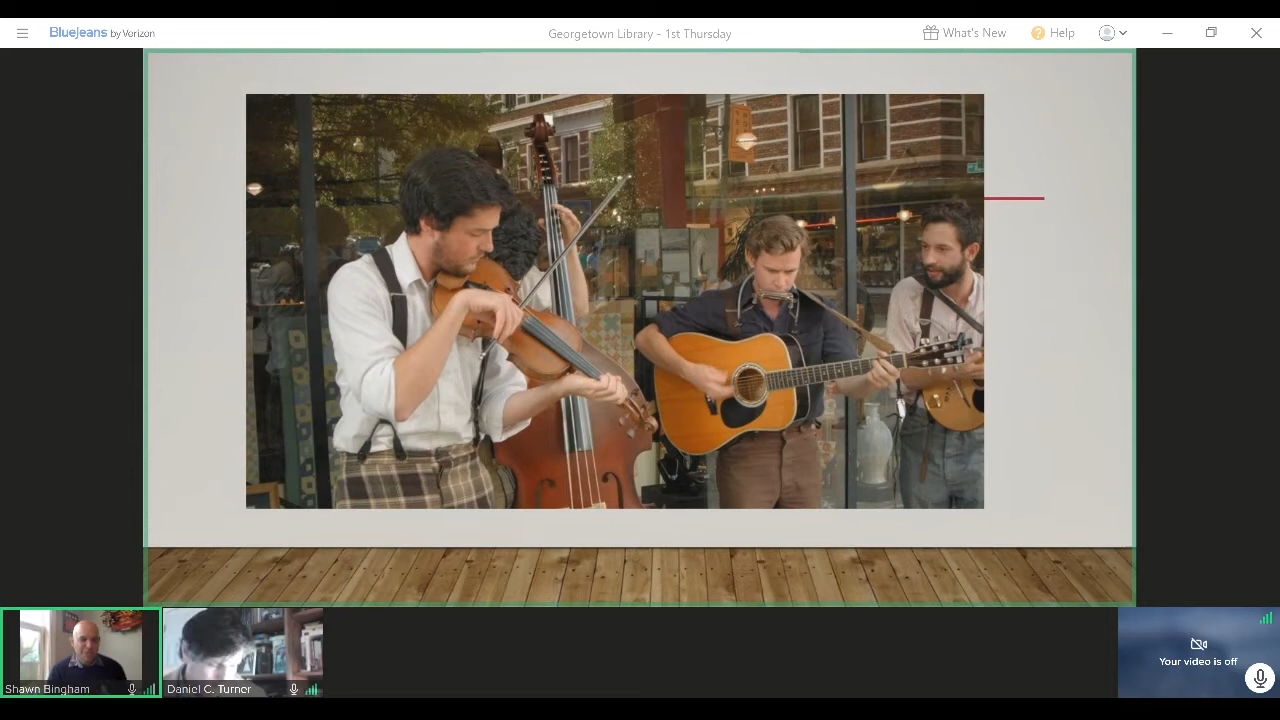 Bluejeans by Verizon
Georgetown Library - 1st Thursday
What's New
? Help
Your video is off
Shawn Bingham
Daniel C. Turner